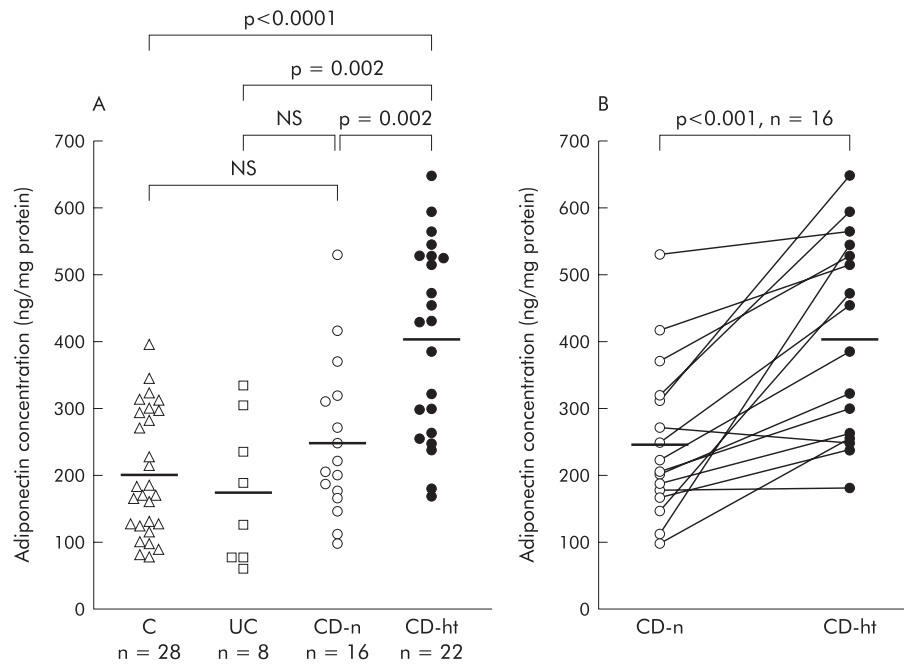 p<0.0001
p = 0.002
NS
p = 0.002
NS
A
Adiponectin concentration (ng/mg protein)
700
600
500
400
300
200
100
0
C
n = 28
UC
n = 8
CD-n
n = 16
CD-ht
n = 22
B
p<0.001, n = 16
Adiponectin concentration (ng/mg protein)
700
600
500
400
300
200
100
0
CD-n
CD-ht